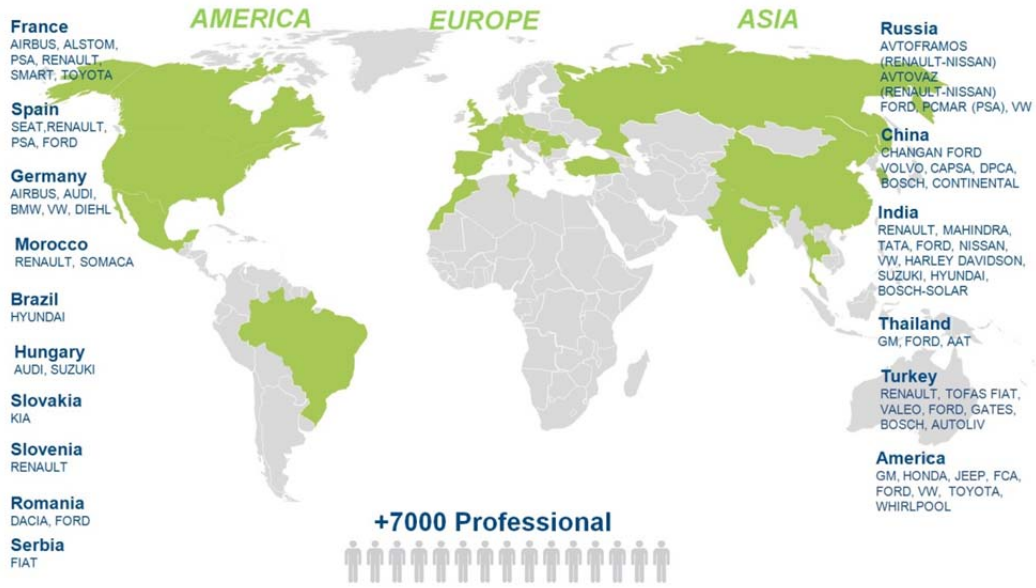 AMERICA
EUROPE
ASIA
France
AIRBUS, ALSTOM,
PSA, RENAULT,
SMART, TOYOTA
Spain
SEAT,RENAULT,
PSA, FORD
Germany
AIRBUS, AUDI,
BMW, VW, DIEHL
Morocco
RENAULT, SOMACA
Brazil
HYUNDAI
Hungary
AUDI, SUZUKI
Slovakia
KIA
Slovenia
RENAULT
Romania
DACIA, FORD
Serbia
FIAT
Russia
AVTOFRAMOS
(RENAULT-NISSAN)
AVTOVAZ
(RENAULT-NISSAN)
FORD, PCMAR (PSA), VW
China
CHANGAN FORD
VOLVO, CAPSA, DPCA,
BOSCH, CONTINENTAL
India
RENAULT, MAHINDRA,
TATA, FORD, NISSAN,
VW, HARLEY DAVIDSON,
SUZUKI, HYUNDAI,
BOSCH-SOLAR
Thailand
GM, FORD, AAT
Turkey
RENAULT, TOFAS FIAT,
VALEO, FORD, GATES,
BOSCH, AUTOLIV
America
GM, HONDA, JEEP, FCA,
FORD, VW, TOYOTA,
WHIRLPOOL
+7000 Professional